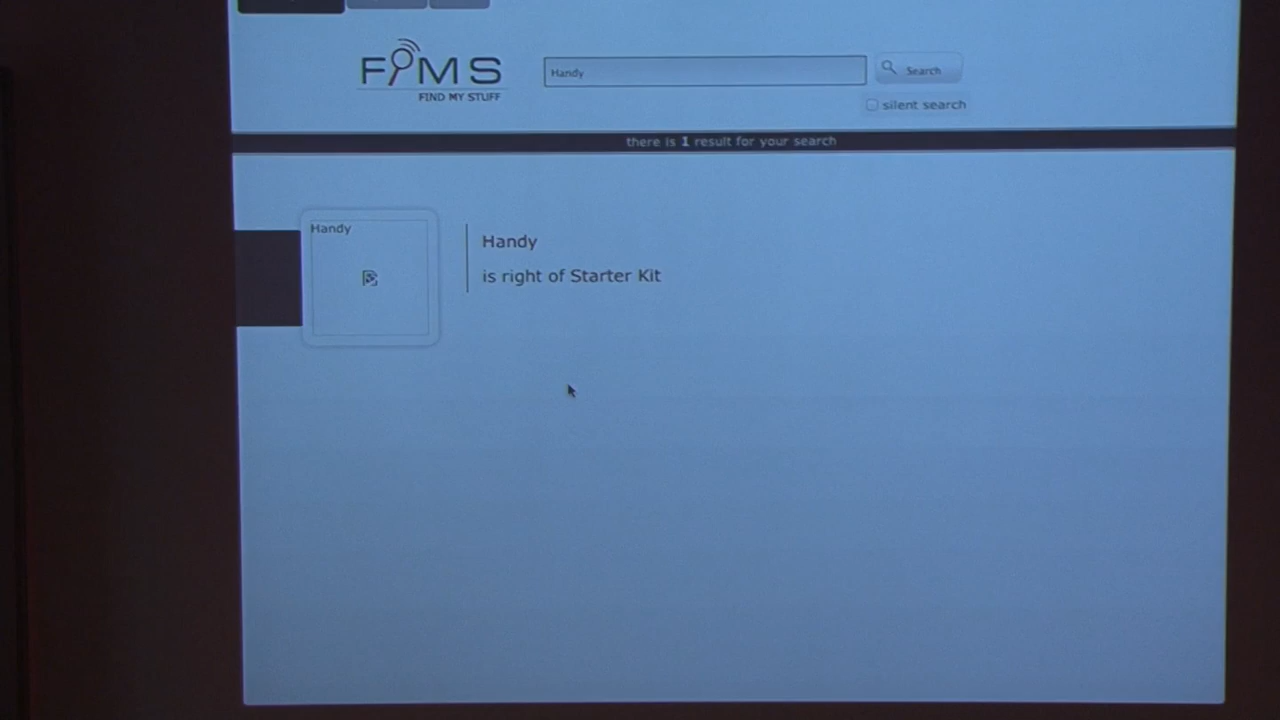 FiMS
FIND MY STUFF
Handy
Search
silent search
there is 1 result for your search
Handy
Handy
is right of Starter Kit